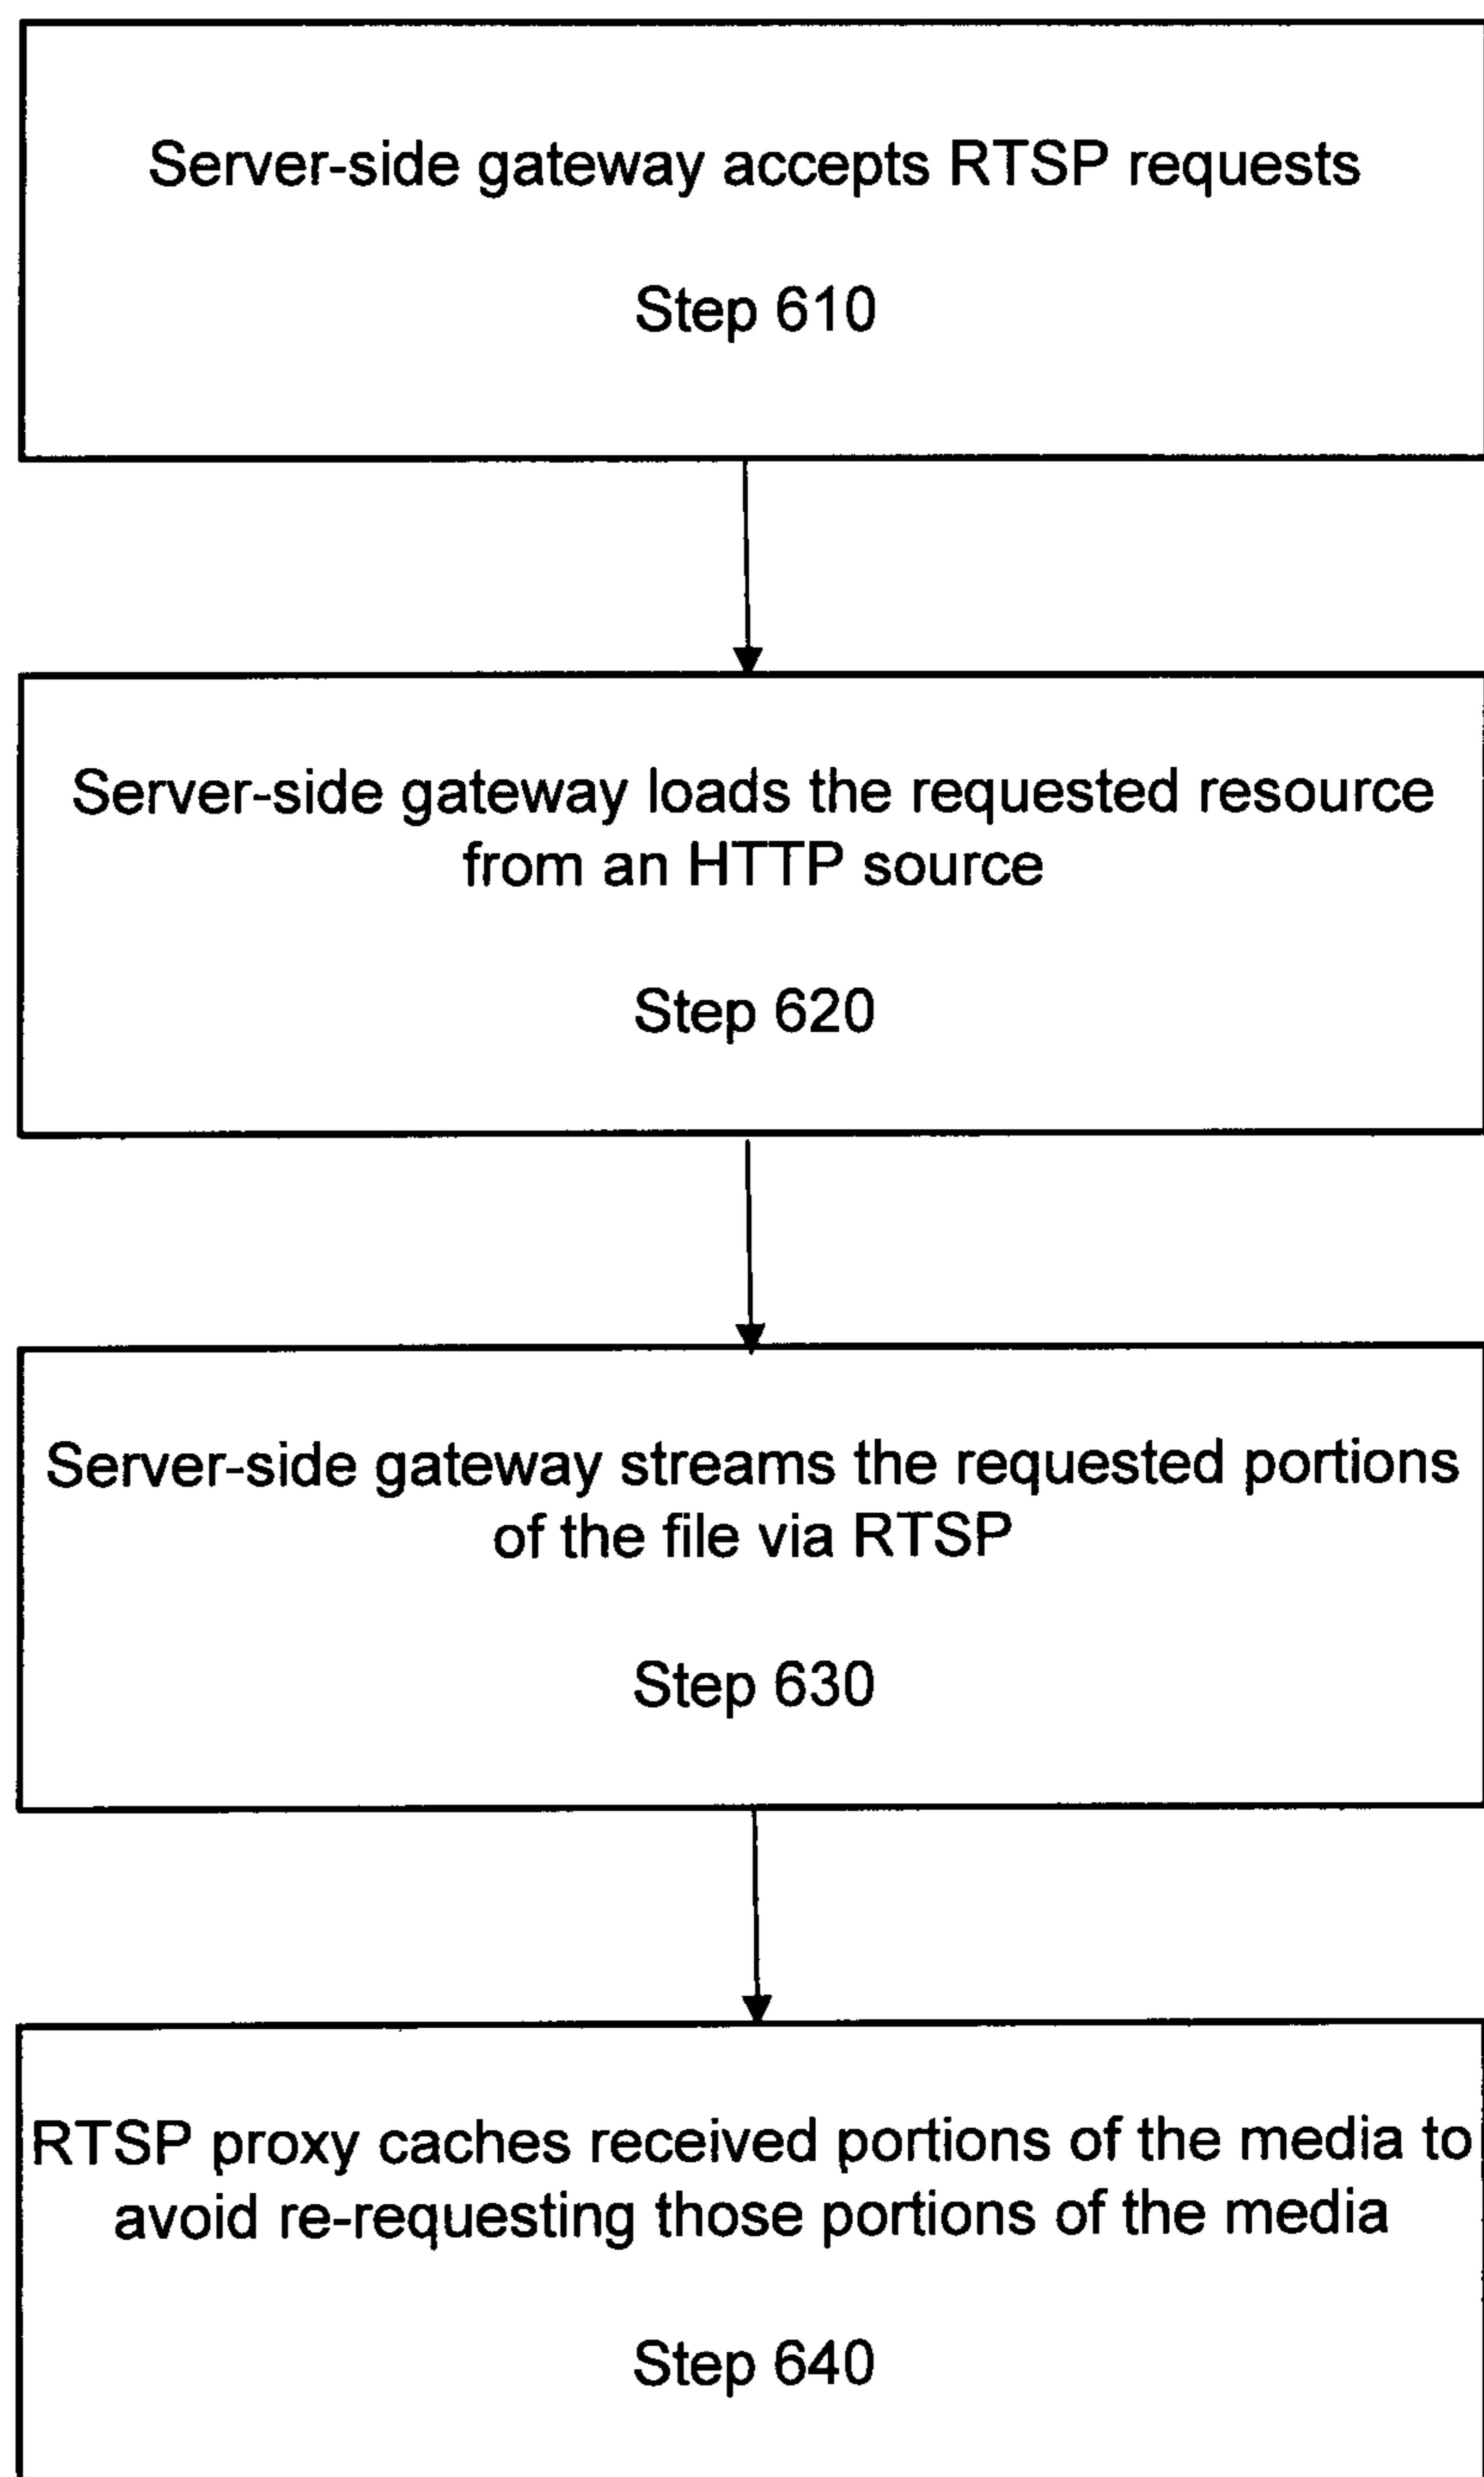 Server-side gateway accepts RTSP requests
Step 610
Server-side gateway loads the requested resource
from an HTTP source
Step 620
Server-side gateway streams the requested portions
of the file via RTSP
Step 630
RTSP proxy caches received portions of the media to
avoid re-requesting those portions of the media
Step 640